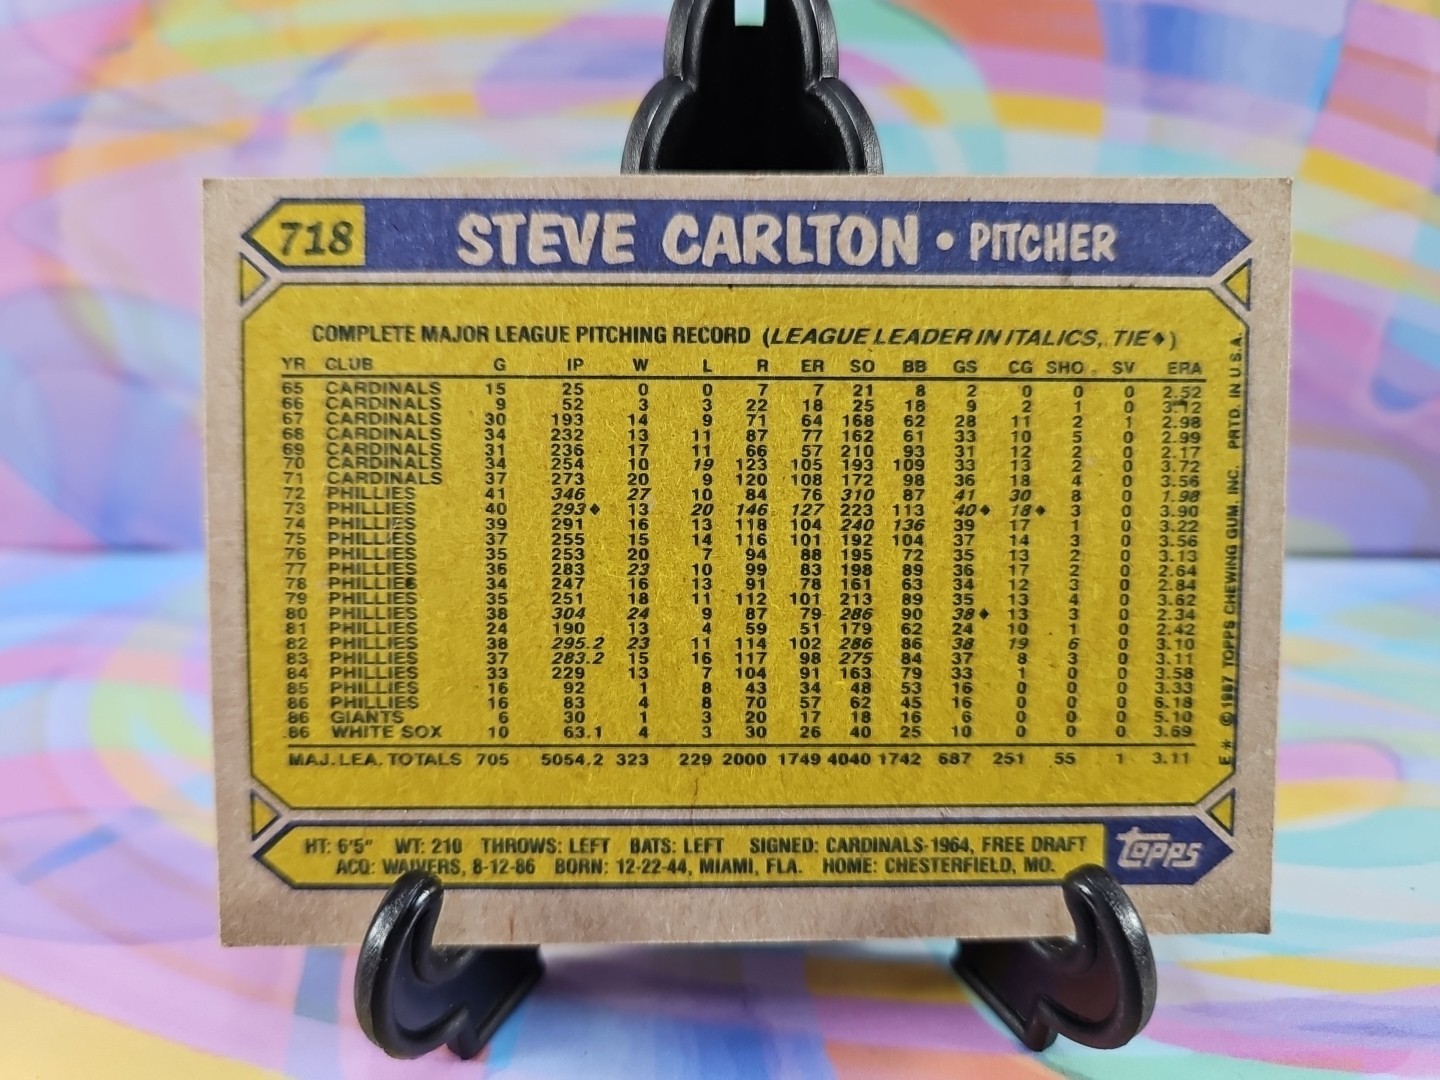 718 STEVE CARLTON • PITCHER
COMPLETE MAJOR LEAGUE PITCHING RECORD (LEAGUE LEADER IN ITALICS, TIE♦)
YR CLUB G IP W L R ER SO BB GS CG SHO SV ERA
65 CARDINALS 15 25 0 0 7 7 21 8 2 0 0 0 2.52
66 CARDINALS 9 52 3 3 22 18 25 18 9 2 1 0 3.12
67 CARDINALS 30 193 14 9 71 64 168 62 28 11 2 1 2.98
68 CARDINALS 34 232 13 11 87 77 162 61 33 10 5 0 2.99
69 CARDINALS 31 236 17 11 66 57 210 93 31 12 2 0 2.17
70 CARDINALS 34 254 10 19 123 105 193 109 33 13 2 0 3.72
71 CARDINALS 37 273 20 9 120 108 172 98 36 18 4 0 3.56
72 PHILLIES 41 346 27 10 84 76 310 87 41 30 8 0 1.98
73 PHILLIES 40 293♦ 13 20 146 127 223 113 40♦ 18♦ 3 0 3.90
74 PHILLIES 39 291 16 13 118 104 240 136 39 17 1 0 3.22
75 PHILLIES 37 255 15 14 116 101 192 104 37 14 3 0 3.56
76 PHILLIES 35 253 20 7 94 88 195 72 35 13 2 0 3.13
77 PHILLIES 36 283 23 10 99 83 198 89 36 17 2 0 2.64
78 PHILLIES 34 247 16 13 91 78 161 63 34 12 3 0 2.84
79 PHILLIES 35 251 18 11 112 101 213 89 35 13 4 0 3.62
80 PHILLIES 38 304 24 9 87 79 286 90 38♦ 13 3 0 2.34
81 PHILLIES 24 190 13 4 59 51 179 62 24 10 1 0 2.42
82 PHILLIES 38 295.2 23 11 114 102 286 86 38 19 6 0 3.10
83 PHILLIES 37 283.2 15 16 117 98 275 84 37 8 3 0 3.11
84 PHILLIES 33 229 13 7 104 91 163 79 33 1 0 0 3.58
85 PHILLIES 16 92 1 8 43 34 48 53 16 0 0 0 3.33
86 PHILLIES 16 83 4 8 70 57 62 45 16 0 0 0 6.18
86 GIANTS 6 30 1 3 20 17 18 16 6 0 0 0 5.10
86 WHITE SOX 10 63.1 4 3 30 26 40 25 10 0 0 0 3.69
MAJ. LEA. TOTALS 705 5054.2 323 229 2000 1749 4040 1742 687 251 55 1 3.11
E* © 1987 TOPPS CHEWING GUM, INC. PRTD. IN U.S.A.
HT: 6'5" WT: 210 THROWS: LEFT BATS: LEFT SIGNED: CARDINALS-1964, FREE DRAFT
ACQ: WAIVERS, 8-12-86 BORN: 12-22-44, MIAMI, FLA. HOME: CHESTERFIELD, MO.
topps